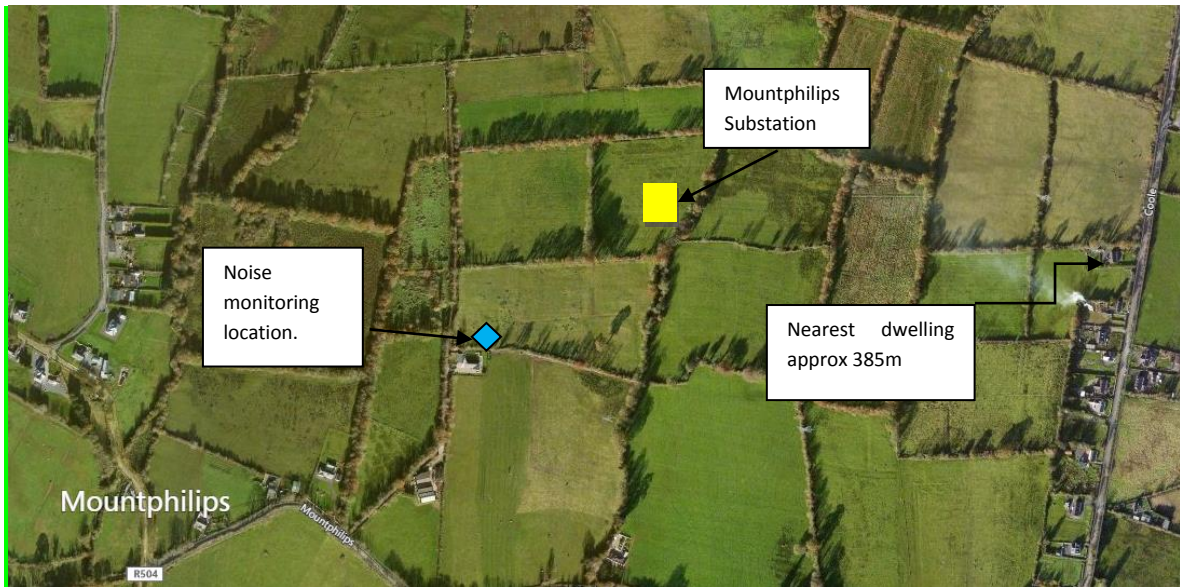 Mountphilips
Substation
Coole
Noise
monitoring
location.
Nearest dwelling
approx 385m
Mountphilips
Mountphilips
R504